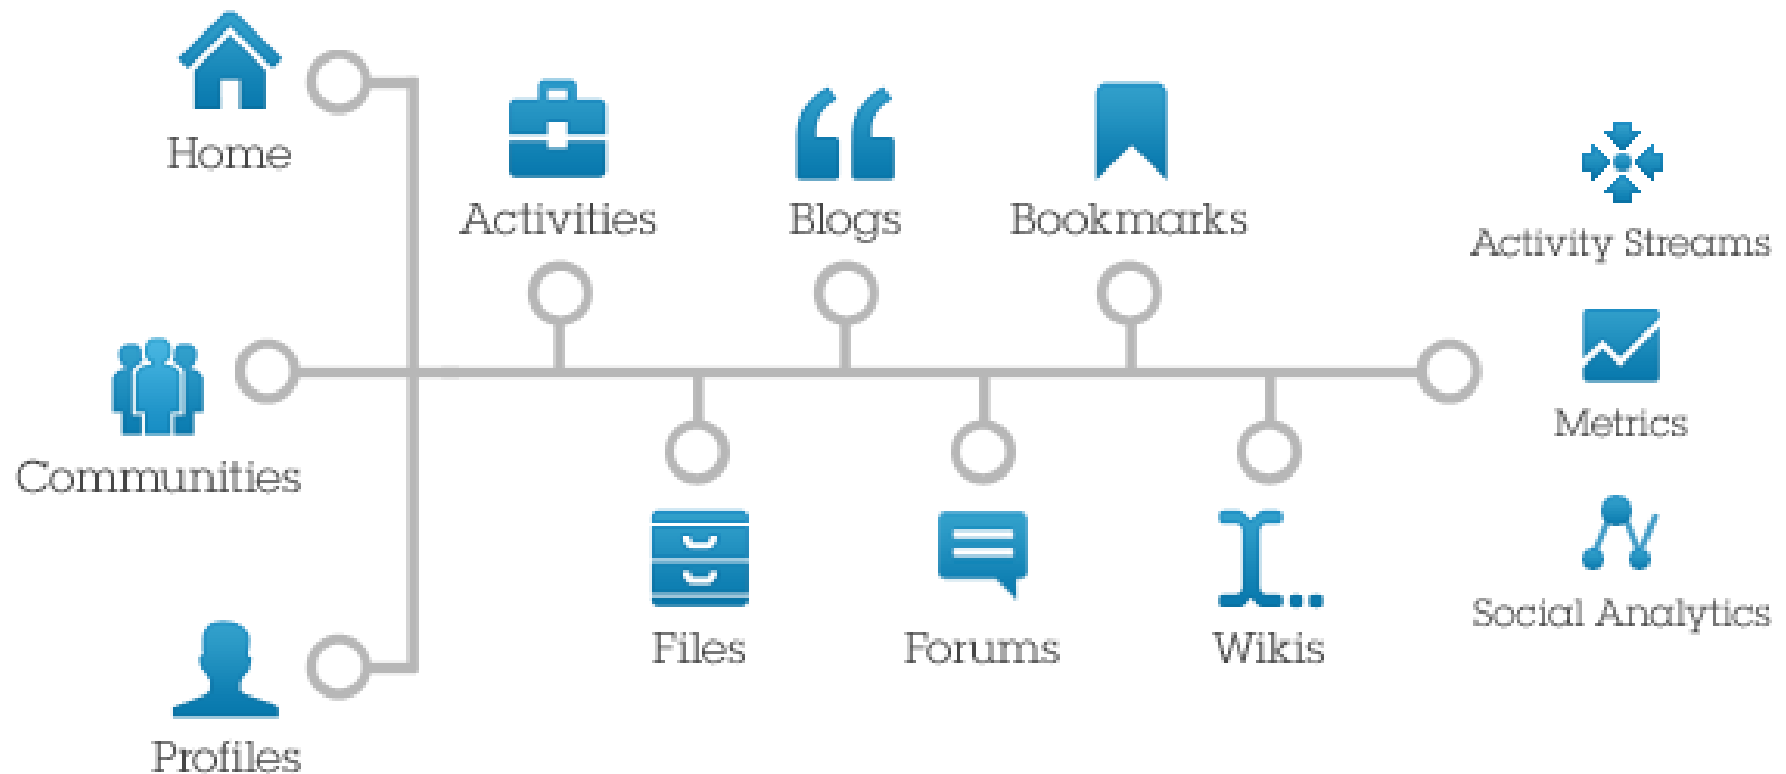 Home
Activities
Blogs
Bookmarks
Activity Streams
Metrics
Communities
Files
Forums
Wikis
Social Analytics
Profiles